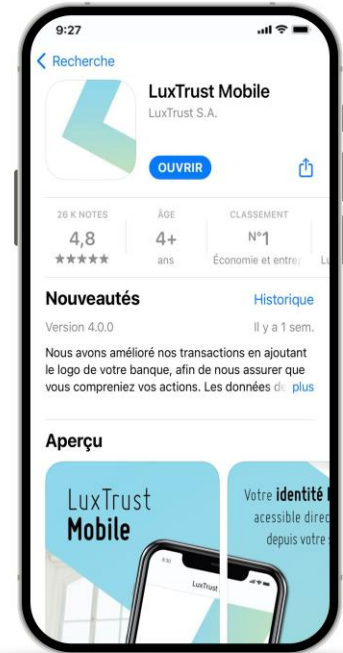 9:27
Recherche
LuxTrust Mobile
LuxTrust S.A.
OUVRIR
26 K NOTES
ÂGE
CLASSEMENT
4,8
4+
N°1
★★★★★
ans
Économie et entre
Nouveautés
Historique
Version 4.0.0
Il y a 1 sem.
Nous avons amélioré nos transactions en ajoutant
le logo de votre banque, afin de nous assurer que
vous compreniez vos actions. Les données plus
Aperçu
LuxTrust
Mobile
Votre identité
acessible direc
depuis votre
9:30
LuxTrust